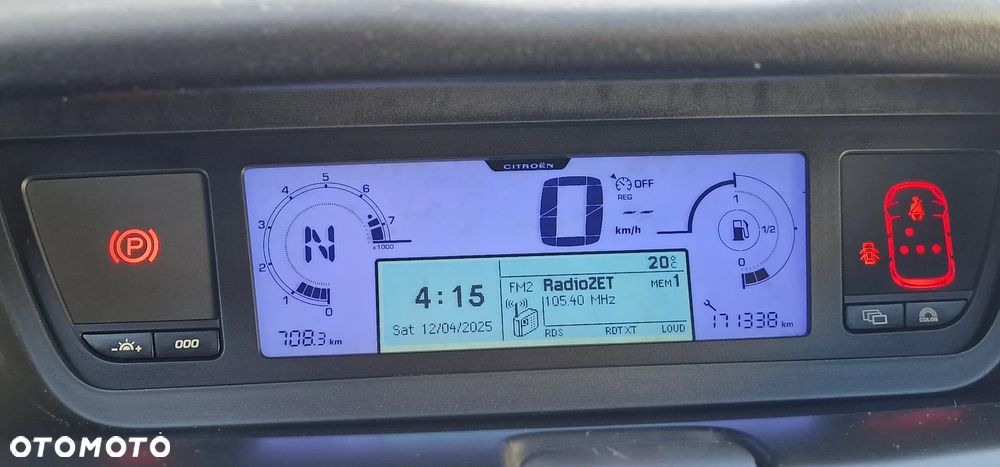 CITROËN
5
4 6
3 7
2 x1000
1 0
N
708.3 km
0
OFF
REG
-- 
km/h
20°C
4:15
Sat 12/04/2025
FM2 RadioZET MEM1
105.40 MHz
RDS RDTXT LOUD
1
1/2
0
171338 km
P
- +
000
OTOMOTO